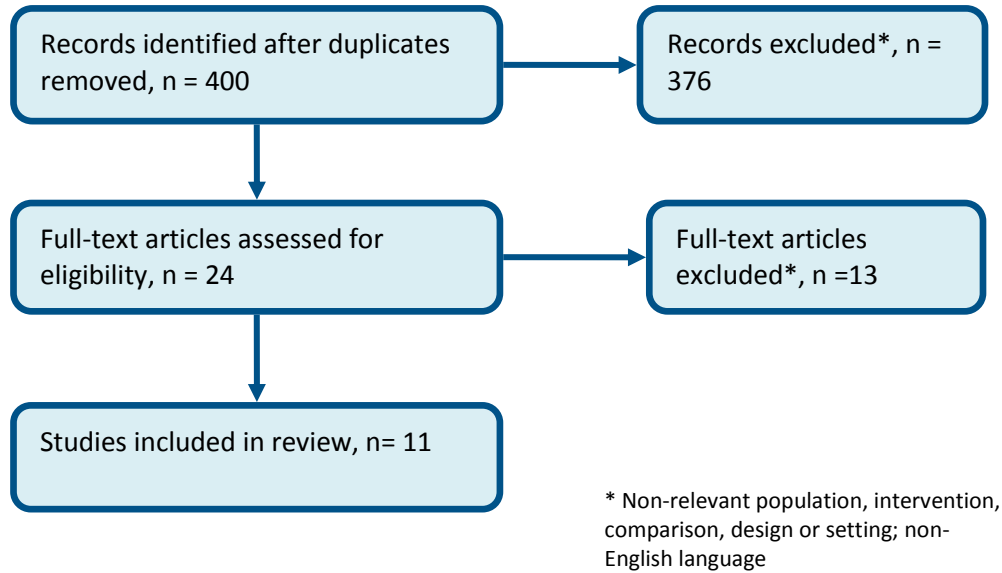 Records identified after duplicates
removed, n = 400
Records excluded*, n =
376
Full-text articles assessed for
eligibility, n = 24
Full-text articles
excluded*, n =13
Studies included in review, n= 11
* Non-relevant population, intervention,
comparison, design or setting; non-
English language